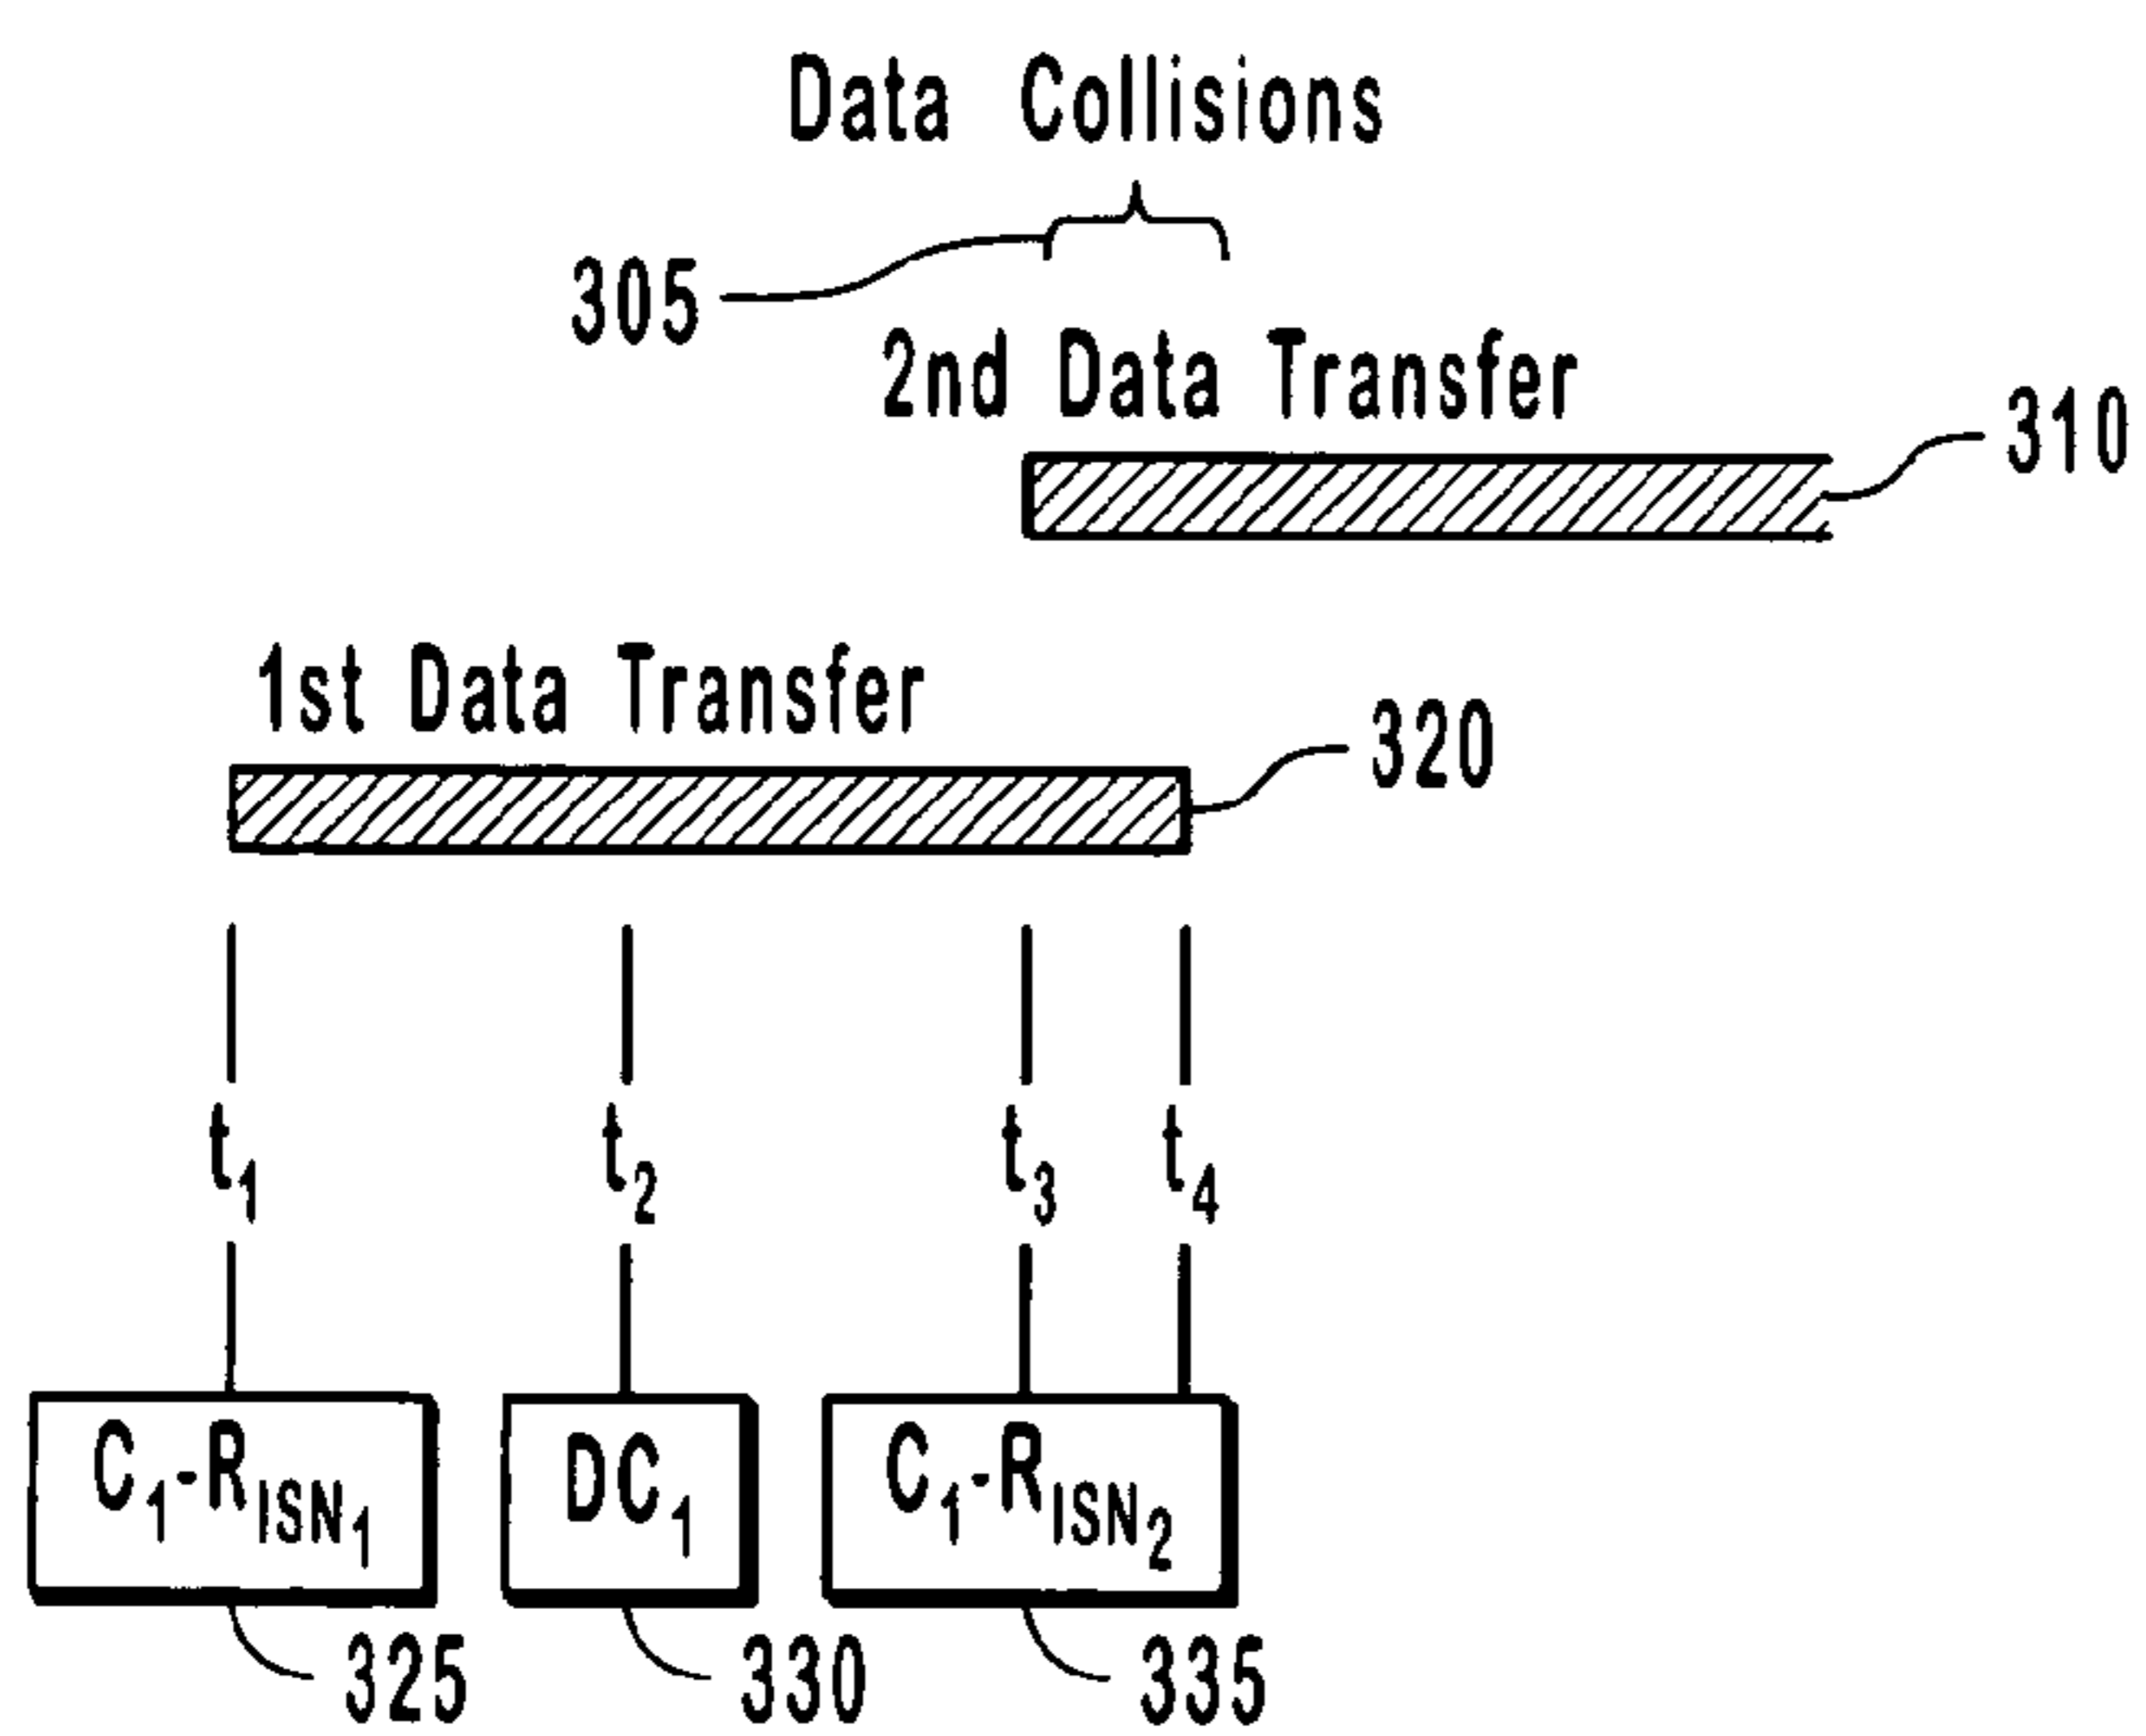 Data Collisions
305
2nd Data Transfer
310
1st Data Transfer
320
t1 t2 t3 t4
C1-RISN1 DC1 C1-RISN2
325 330 335